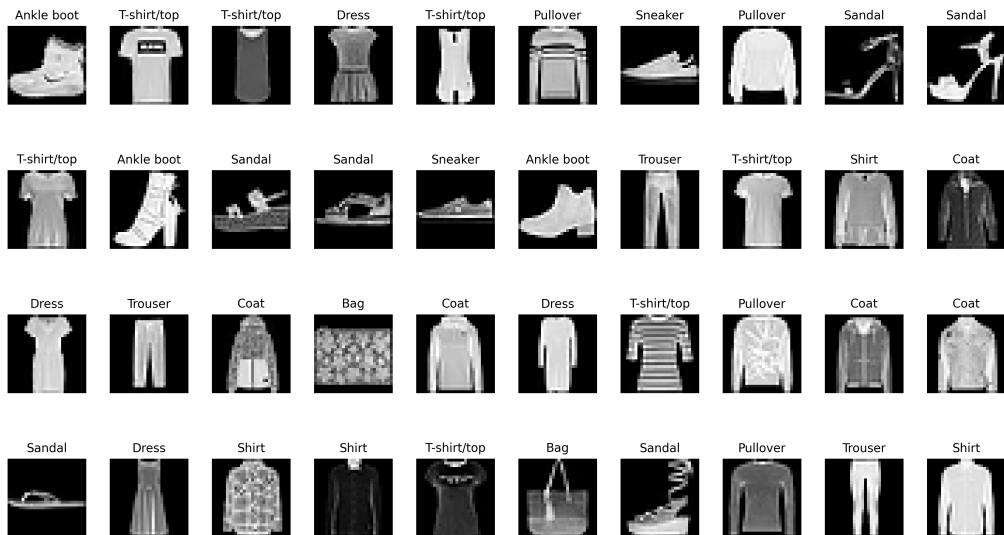 Ankle boot T-shirt/top T-shirt/top Dress T-shirt/top Pullover Sneaker Pullover Sandal Sandal
T-shirt/top Ankle boot Sandal Sandal Sneaker Ankle boot Trouser T-shirt/top Shirt Coat
Dress Trouser Coat Bag Coat Dress T-shirt/top Pullover Coat Coat
Sandal Dress Shirt Shirt T-shirt/top Bag Sandal Pullover Trouser Shirt